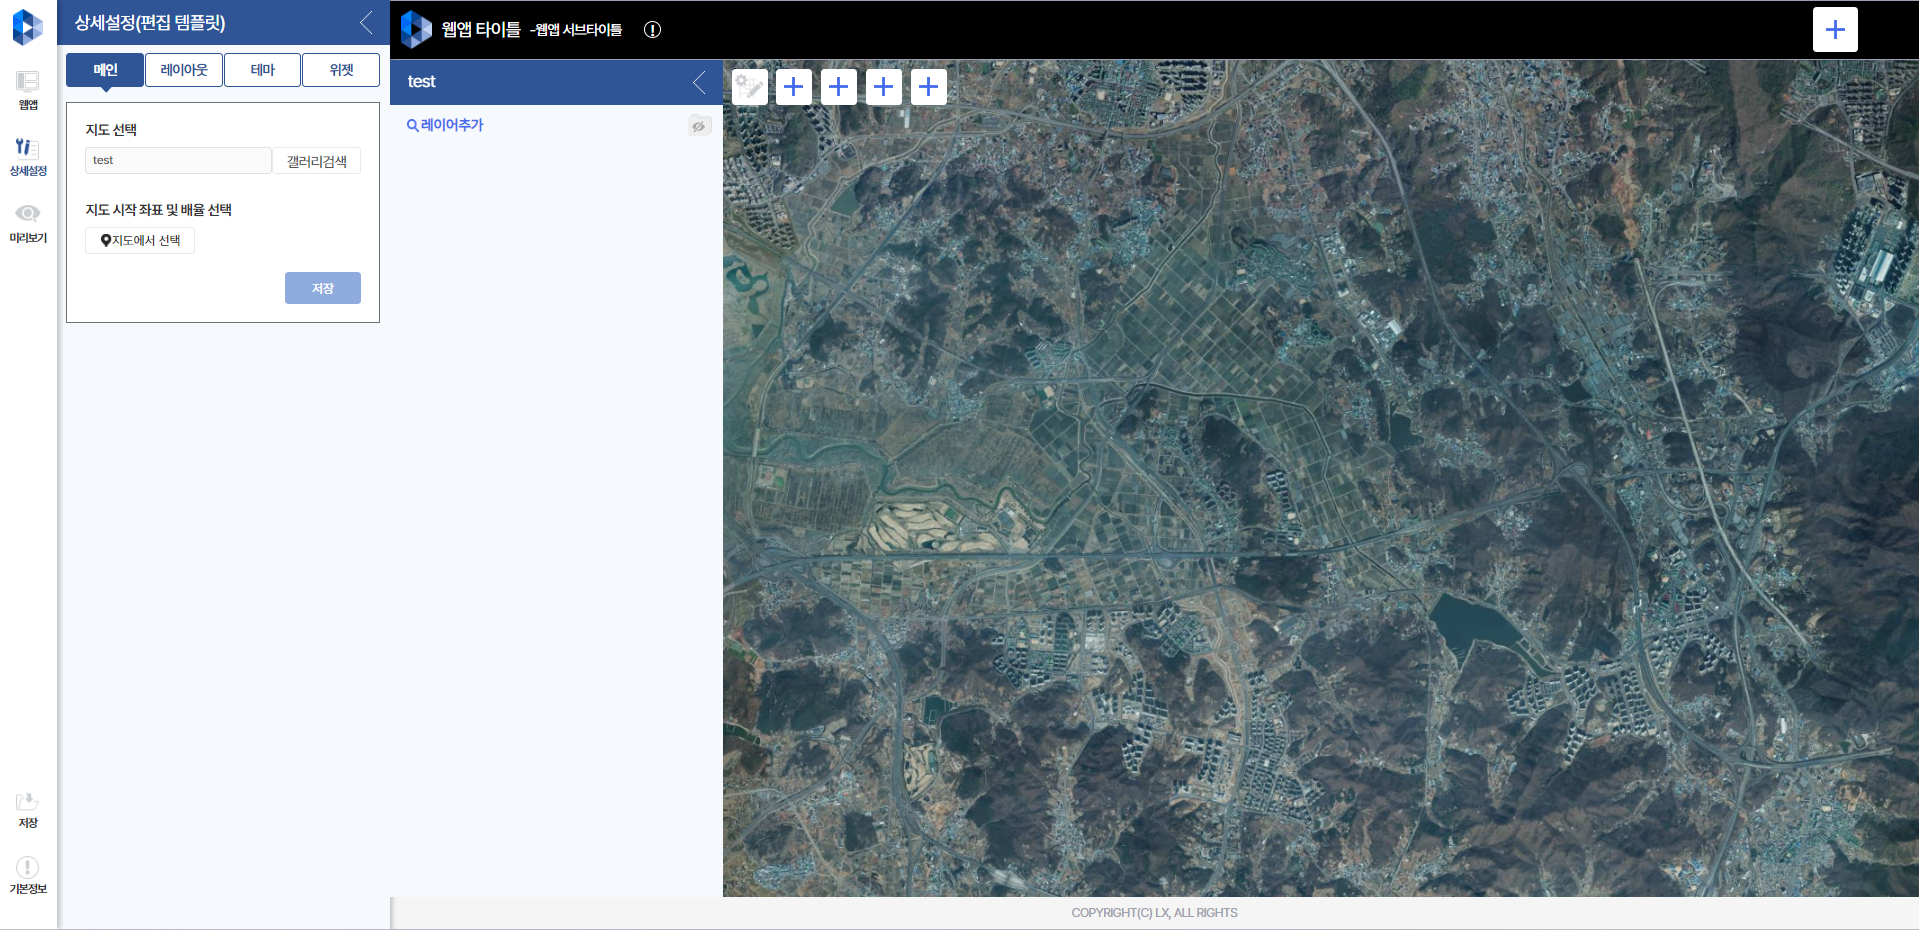 상세설정(편집 템플릿)
웹앱 타이틀 -웹앱 서브타이틀
메인
레이아웃
테마
위젯
test
웹앱
레이어추가
지도 선택
test
갤러리검색
상세설정
지도 시작 좌표 및 배율 선택
미리보기
지도에서 선택
저장
저장
기본정보
COPYRIGHT(C) LX, ALL RIGHTS